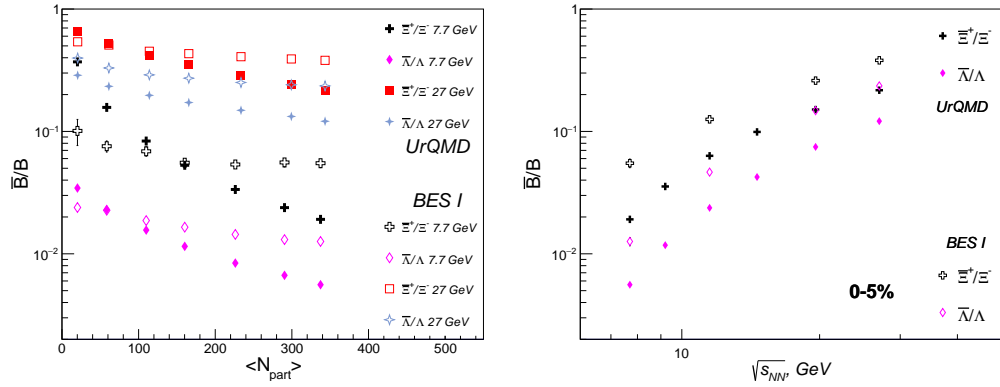 B̅/B
10⁻¹
10⁻²
0 100 200 300 400 500
<N_part>
Ξ̅⁺/Ξ⁻ 7.7 GeV
Λ̅/Λ 7.7 GeV
Ξ̅⁺/Ξ⁻ 27 GeV
Λ̅/Λ 27 GeV
UrQMD
BES I
Ξ̅⁺/Ξ⁻ 7.7 GeV
Λ̅/Λ 7.7 GeV
Ξ̅⁺/Ξ⁻ 27 GeV
Λ̅/Λ 27 GeV
B̅/B
1
10⁻¹
10⁻²
10
√s_NN, GeV
Ξ̅⁺/Ξ⁻
Λ̅/Λ
UrQMD
BES I
Ξ̅⁺/Ξ⁻
Λ̅/Λ
0-5%